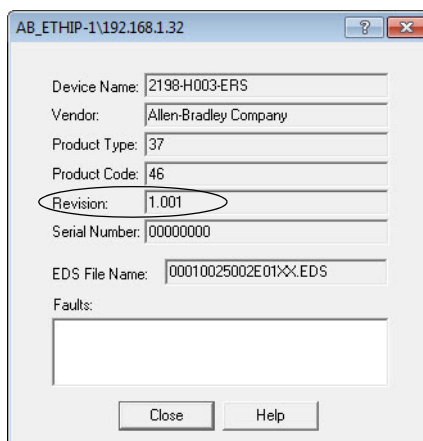 AB_ETHIP-1\192.168.1.32
Device Name: 2198-H003-ERS
Vendor: Allen-Bradley Company
Product Type: 37
Product Code: 46
Revision: 1.001
Serial Number: 00000000
EDS File Name: 00010025002E01XX.EDS
Faults:
Close Help